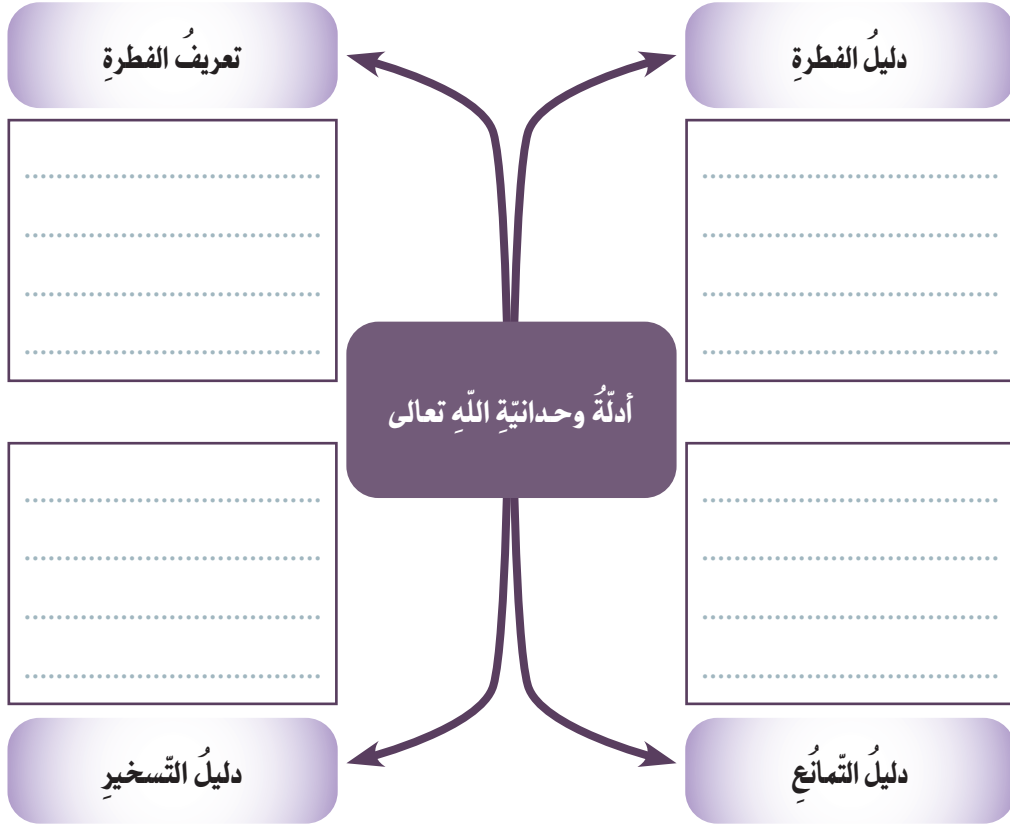 دليلُ الفطرةِ
تعريفُ الفطرةِ
أدلّةُ وحدانيّةِ اللّهِ تعالى
دليلُ التّمانُعِ
دليلُ التّسخيرِ